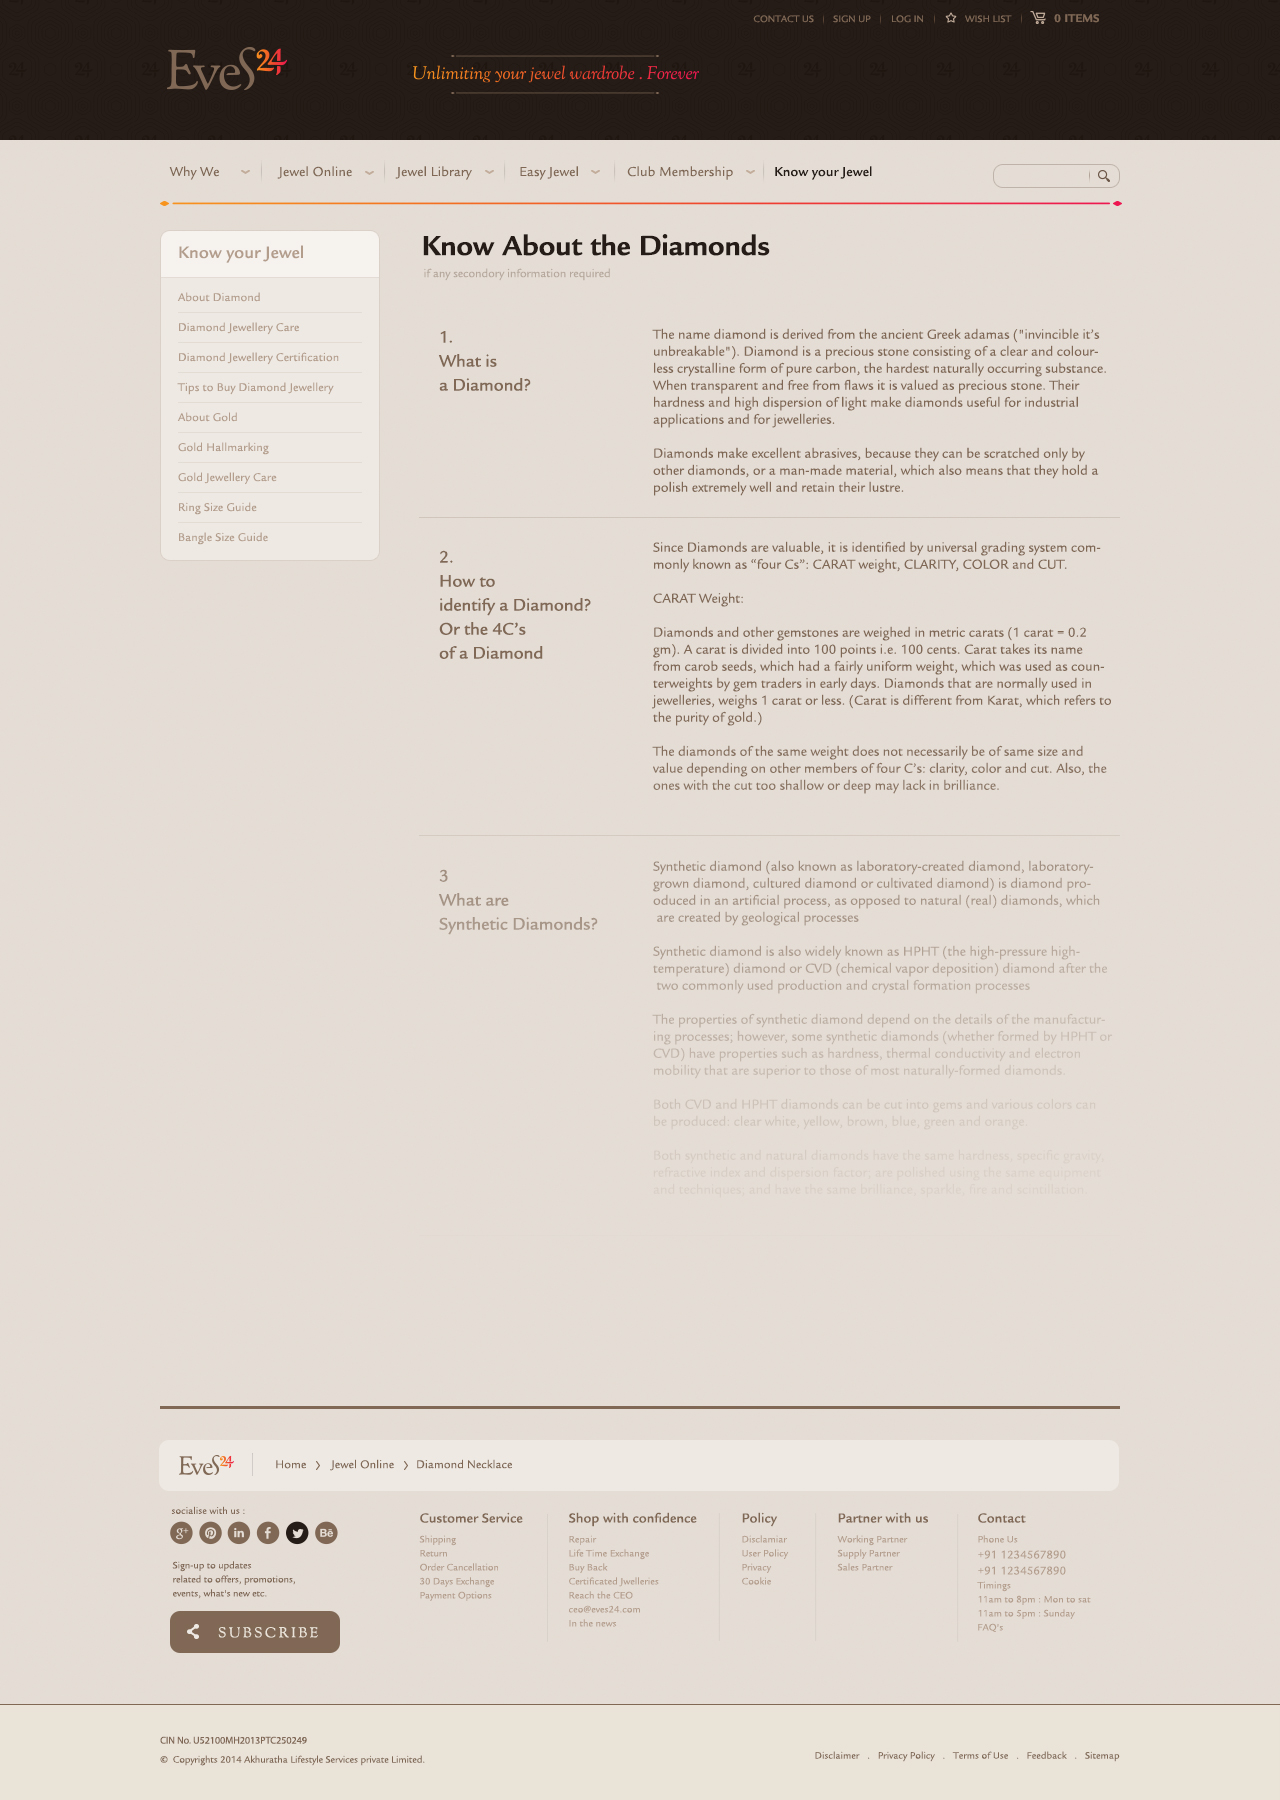 CONTACT US | SIGN UP | LOG IN | WISH LIST | 0 ITEMS
EveS24
Unlimiting your jewel wardrobe . Forever
Why We
Jewel Online
Jewel Library
Easy Jewel
Club Membership
Know your Jewel
Know your Jewel
About Diamond
Diamond Jewellery Care
Diamond Jewellery Certification
Tips to Buy Diamond Jewellery
About Gold
Gold Hallmarking
Gold Jewellery Care
Ring Size Guide
Bangle Size Guide
Know About the Diamonds
if any secondory information required
1.
What is
a Diamond?
The name diamond is derived from the ancient Greek adamas ("invincible it's
unbreakable"). Diamond is a precious stone consisting of a clear and colour-
less crystalline form of pure carbon, the hardest naturally occurring substance.
When transparent and free from flaws it is valued as precious stone. Their
hardness and high dispersion of light make diamonds useful for industrial
applications and for jewelleries.
Diamonds make excellent abrasives, because they can be scratched only by
other diamonds, or a man-made material, which also means that they hold a
polish extremely well and retain their lustre.
2.
How to
identify a Diamond?
Or the 4C's
of a Diamond
Since Diamonds are valuable, it is identified by universal grading system com-
monly known as “four Cs”: CARAT weight, CLARITY, COLOR and CUT.
CARAT Weight:
Diamonds and other gemstones are weighed in metric carats (1 carat = 0.2
gm). A carat is divided into 100 points i.e. 100 cents. Carat takes its name
from carob seeds, which had a fairly uniform weight, which was used as coun-
terweights by gem traders in early days. Diamonds that are normally used in
jewelleries, weighs 1 carat or less. (Carat is different from Karat, which refers to
the purity of gold.)
The diamonds of the same weight does not necessarily be of same size and
value depending on other members of four C's: clarity, color and cut. Also, the
ones with the cut too shallow or deep may lack in brilliance.
3
What are
Synthetic Diamonds?
Synthetic diamond (also known as laboratory-created diamond, laboratory-
grown diamond, cultured diamond or cultivated diamond) is diamond pro-
oduced in an artificial process, as opposed to natural (real) diamonds, which
are created by geological processes
Synthetic diamond is also widely known as HPHT (the high-pressure high-
temperature) diamond or CVD (chemical vapor deposition) diamond after the
two commonly used production and crystal formation processes
The properties of synthetic diamond depend on the details of the manufactur-
ing processes; however, some synthetic diamonds (whether formed by HPHT or
CVD) have properties such as hardness, thermal conductivity and electron
mobility that are superior to those of most naturally-formed diamonds.
Both CVD and HPHT diamonds can be cut into gems and various colors can
be produced: clear white, yellow, brown, blue, green and orange.
Both synthetic and natural diamonds have the same hardness, specific gravity,
refractive index and dispersion factor; are polished using the same equipment
and techniques; and have the same brilliance, sparkle, fire and scintillation.
EveS24
Home > Jewel Online > Diamond Necklace
socialise with us :
g+ in f Bē
Sign-up to updates
related to offers, promotions,
events, what's new etc.
SUBSCRIBE
Customer Service
Shipping
Return
Order Cancellation
30 Days Exchange
Payment Options
Shop with confidence
Repair
Life Time Exchange
Buy Back
Certificated Jwelleries
Reach the CEO
ceo@eves24.com
In the news
Policy
Disclamiar
User Policy
Privacy
Cookie
Partner with us
Working Partner
Supply Partner
Sales Partner
Contact
Phone Us
+91 1234567890
+91 1234567890
Timings
11am to 8pm : Mon to sat
11am to 5pm : Sunday
FAQ's
CIN No. U52100MH2013PTC250249
© Copyrights 2014 Akhuratha Lifestyle Services private Limited.
Disclaimer . Privacy Policy . Terms of Use . Feedback . Sitemap